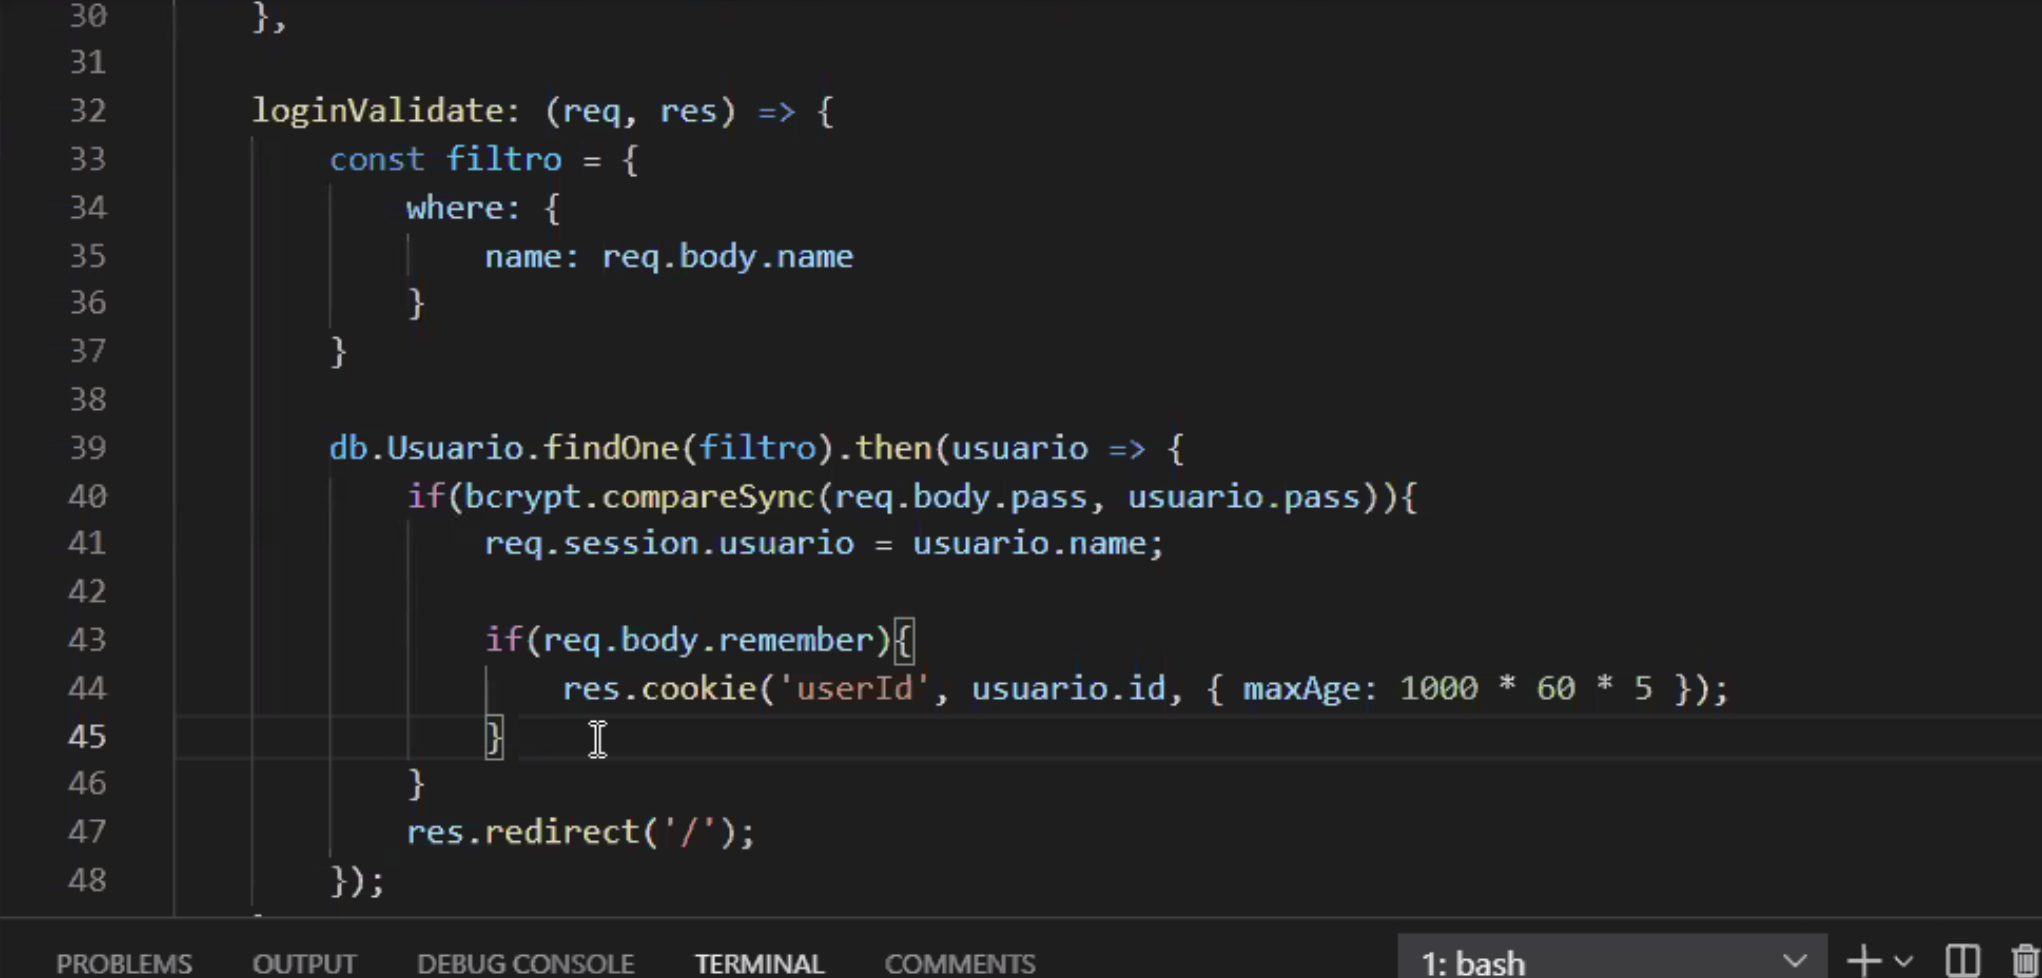 30 },
31
32 loginValidate: (req, res) => {
33 const filtro = {
34 where: {
35 name: req.body.name
36 }
37 }
38
39 db.Usuario.findOne(filtro).then(usuario => {
40 if(bcrypt.compareSync(req.body.pass, usuario.pass)){
41 req.session.usuario = usuario.name;
42
43 if(req.body.remember){
44 res.cookie('userId', usuario.id, { maxAge: 1000 * 60 * 5 });
45 }
46 }
47 res.redirect('/');
48 });
PROBLEMS OUTPUT DEBUG CONSOLE TERMINAL COMMENTS 1: bash